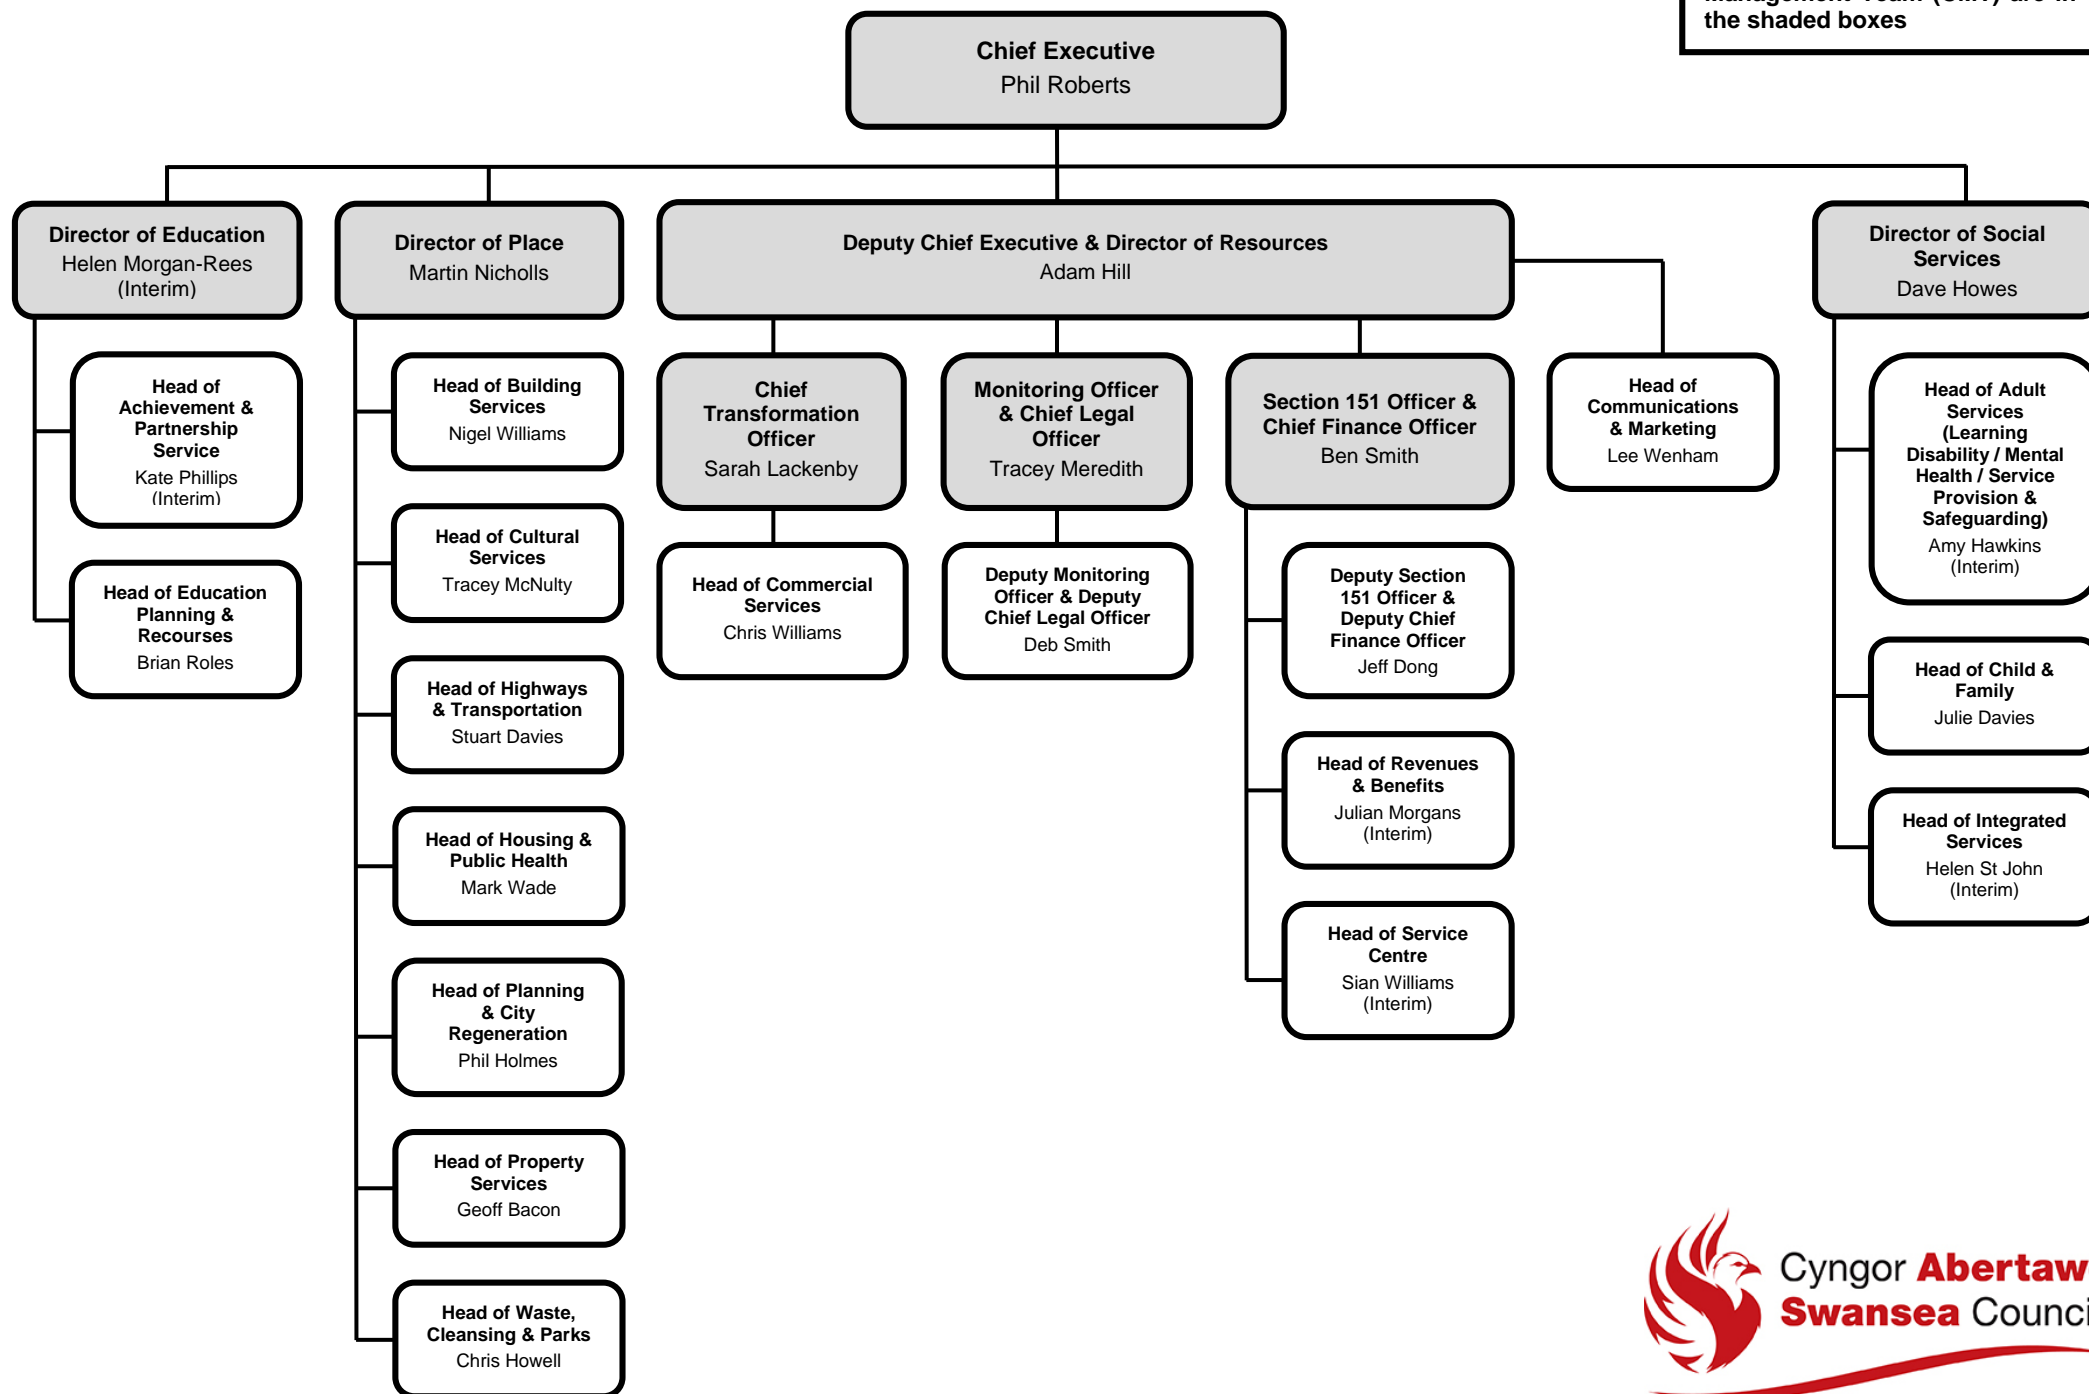 the shaded boxes
Chief Executive
Phil Roberts
Director of Education
Helen Morgan-Rees
(Interim)
Director of Place
Martin Nicholls
Deputy Chief Executive & Director of Resources
Adam Hill
Director of Social
Services
Dave Howes
Head of
Achievement &
Partnership
Service
Kate Phillips
(Interim)
Head of Education
Planning &
Recourses
Brian Roles
Head of Building
Services
Nigel Williams
Head of Cultural
Services
Tracey McNulty
Head of Highways
& Transportation
Stuart Davies
Head of Housing &
Public Health
Mark Wade
Head of Planning
& City
Regeneration
Phil Holmes
Head of Property
Services
Geoff Bacon
Head of Waste,
Cleansing & Parks
Chris Howell
Chief
Transformation
Officer
Sarah Lackenby
Head of Commercial
Services
Chris Williams
Monitoring Officer
& Chief Legal
Officer
Tracey Meredith
Deputy Monitoring
Officer & Deputy
Chief Legal Officer
Deb Smith
Section 151 Officer &
Chief Finance Officer
Ben Smith
Deputy Section
151 Officer &
Deputy Chief
Finance Officer
Jeff Dong
Head of Revenues
& Benefits
Julian Morgans
(Interim)
Head of Service
Centre
Sian Williams
(Interim)
Head of
Communications
& Marketing
Lee Wenham
Head of Adult
Services
(Learning
Disability / Mental
Health / Service
Provision &
Safeguarding)
Amy Hawkins
(Interim)
Head of Child &
Family
Julie Davies
Head of Integrated
Services
Helen St John
(Interim)
Cyngor Abertaw
Swansea Counci